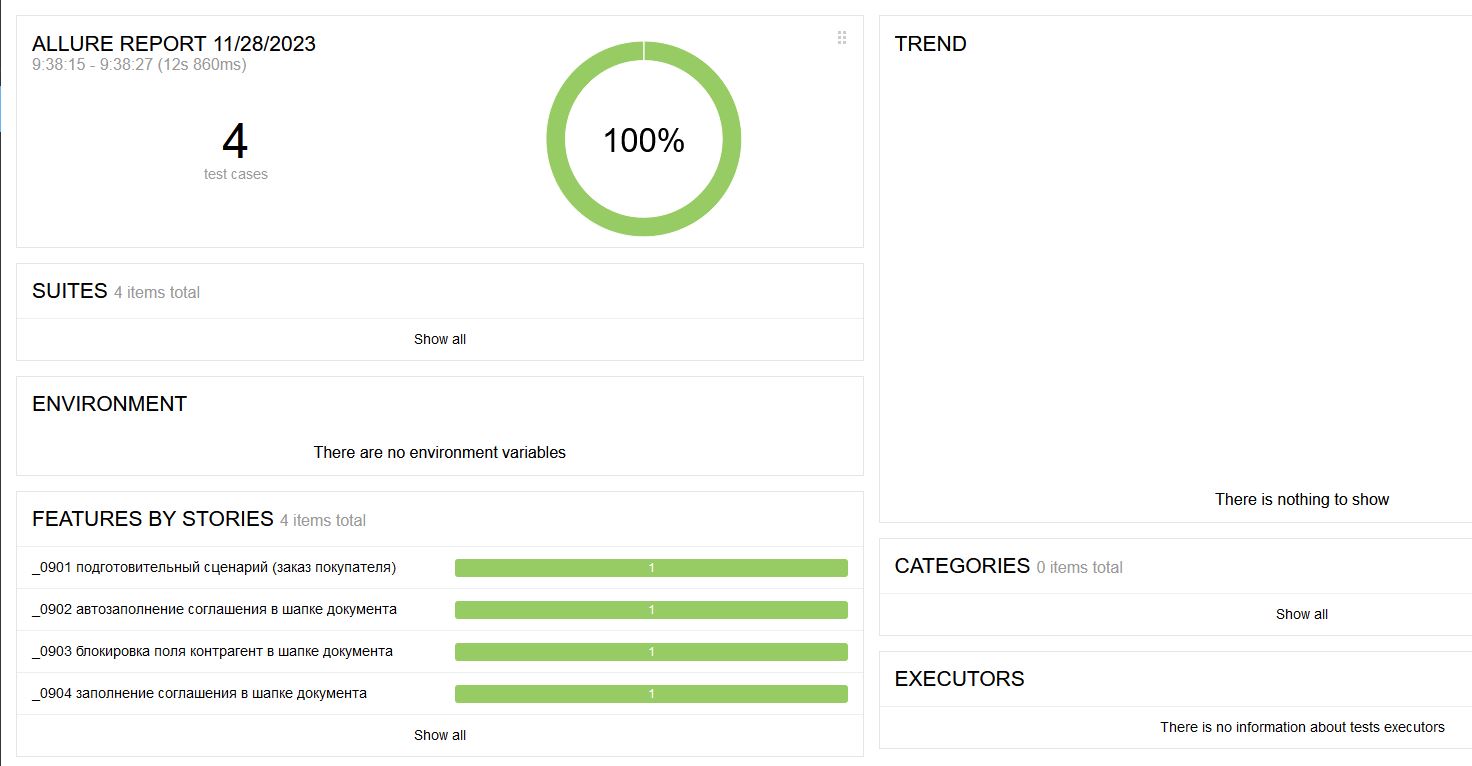 ALLURE REPORT 11/28/2023
9:38:15 - 9:38:27 (12s 860ms)
4
test cases
100%
SUITES 4 items total
Show all
ENVIRONMENT
There are no environment variables
FEATURES BY STORIES 4 items total
_0901 подготовительный сценарий (заказ покупателя) 1
_0902 автозаполнение соглашения в шапке документа 1
_0903 блокировка поля контрагент в шапке документа 1
_0904 заполнение соглашения в шапке документа 1
Show all
TREND
There is nothing to show
CATEGORIES 0 items total
Show all
EXECUTORS
There is no information about tests executors